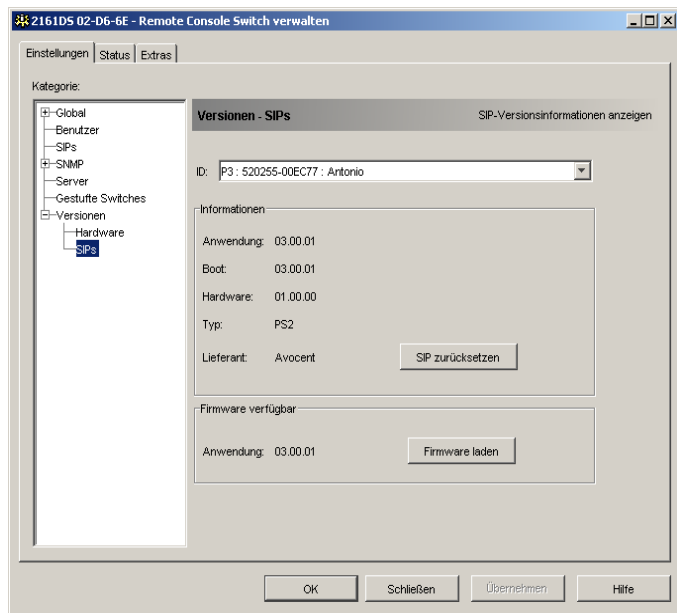 2161DS 02-D6-6E - Remote Console Switch verwalten
Einstellungen Status Extras
Kategorie:
Global
Benutzer
SIPs
SNMP
Server
Gestufte Switches
Versionen
Hardware
SIPs
Versionen - SIPs SIP-Versionsinformationen anzeigen
ID: P3 : 520255-00EC77 : Antonio
Informationen
Anwendung: 03.00.01
Boot: 03.00.01
Hardware: 01.00.00
Typ: PS2
Lieferant: Avocent SIP zurücksetzen
Firmware verfügbar
Anwendung: 03.00.01 Firmware laden
OK Schließen Übernehmen Hilfe